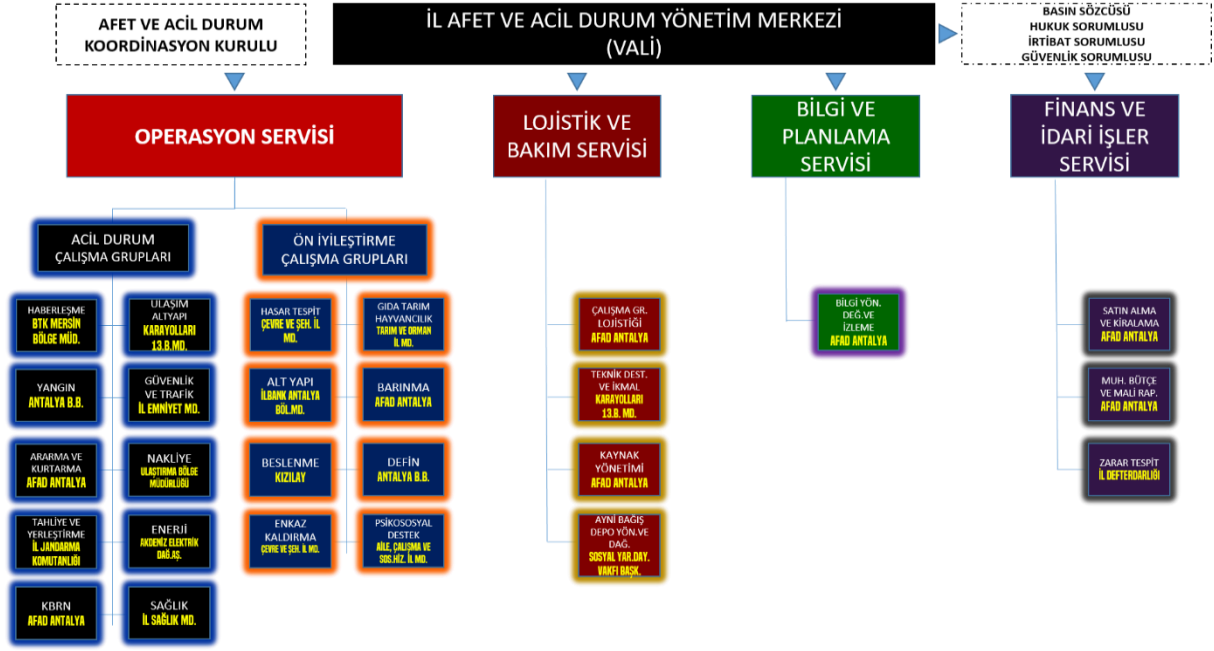 AFET VE ACİL DURUM
KOORDİNASYON KURULU
İL AFET VE ACİL DURUM YÖNETİM MERKEZİ
(VALİ)
BASIN SÖZCÜSÜ
HUKUK SORUMLUSU
İRTİBAT SORUMLUSU
GÜVENLİK SORUMLUSU
OPERASYON SERVİSİ
LOJİSTİK VE
BAKIM SERVİSİ
BİLGİ VE
PLANLAMA
SERVİSİ
FİNANS VE
İDARİ İŞLER
SERVİSİ
ACİL DURUM
ÇALIŞMA GRUPLARI
ÖN İYİLEŞTİRME
ÇALIŞMA GRUPLARI
HABERLEŞME
BTK MERSİN
BÖLGE MÜD.
ULAŞIM
ALTYAPI
KARAYOLLARI
13.B.MD.
YANGIN
ANTALYA B.B.
GÜVENLİK
VE TRAFİK
İL EMNİYET MD.
ARARMA VE
KURTARMA
AFAD ANTALYA
NAKLİYE
ULAŞTIRMA BÖLGE
MÜDÜRLÜĞÜ
TAHLİYE VE
YERLEŞTİRME
İL JANDARMA
KOMUTANLIĞI
ENERJİ
AKDENİZ ELEKTRİK
DAĞ.AŞ.
KBRN
AFAD ANTALYA
SAĞLIK
İL SAĞLIK MD.
HASAR TESPİT
ÇEVRE VE ŞEH. İL
MD.
GIDA TARIM
HAYVANCILIK
TARIM VE ORMAN
İL MD.
ALT YAPI
İLBANK ANTALYA
BÖL.MD.
BARINMA
AFAD ANTALYA
BESLENME
KIZILAY
DEFİN
ANTALYA B.B.
ENKAZ
KALDIRMA
ÇEVRE VE ŞEH. İL MD.
PSİKOSOSYAL
DESTEK
AİLE, ÇALIŞMA VE
SOS.HİZ. İL MD.
ÇALIŞMA GR.
LOJİSTİĞİ
AFAD ANTALYA
TEKNİK DEST.
VE İKMAL
KARAYOLLARI
13.B. MD.
KAYNAK
YÖNETİMİ
AFAD ANTALYA
AYNİ BAĞIŞ
DEPO YÖN.VE
DAĞ.
SOSYAL YAR.DAY.
VAKFI BAŞK.
BİLGİ YÖN.
DEĞ.VE
İZLEME
AFAD ANTALYA
SATIN ALMA
VE KİRALAMA
AFAD ANTALYA
MUH. BÜTÇE
VE MALİ RAP.
AFAD ANTALYA
ZARAR TESPİT
İL DEFTERDARLIĞI